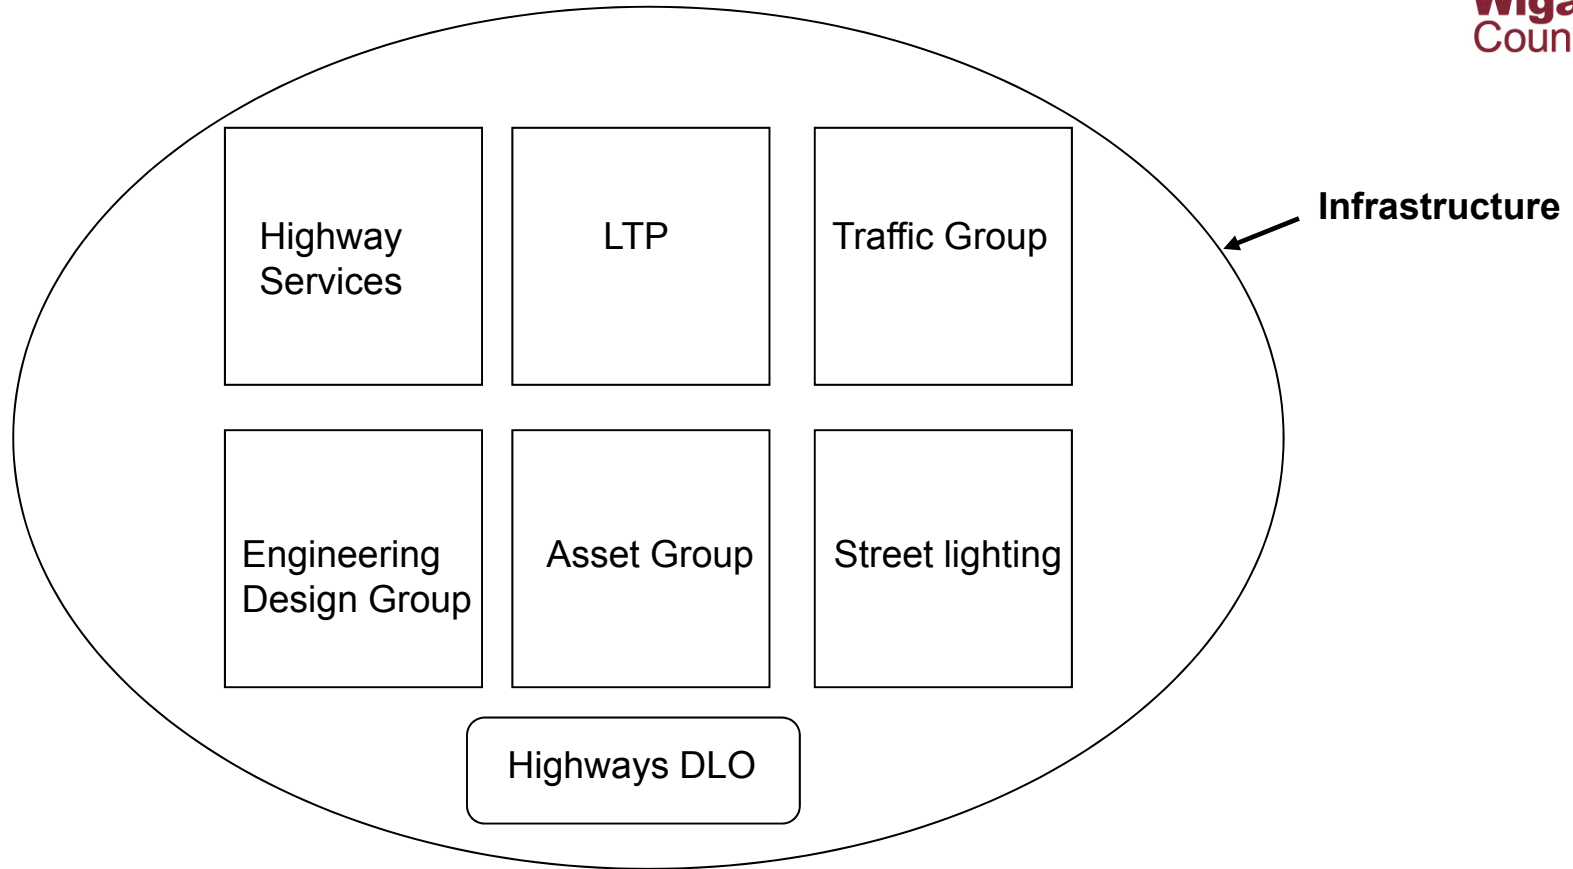 Infrastructure
Highway
Services
LTP
Traffic Group
Engineering
Design Group
Asset Group
Street lighting
Highways DLO